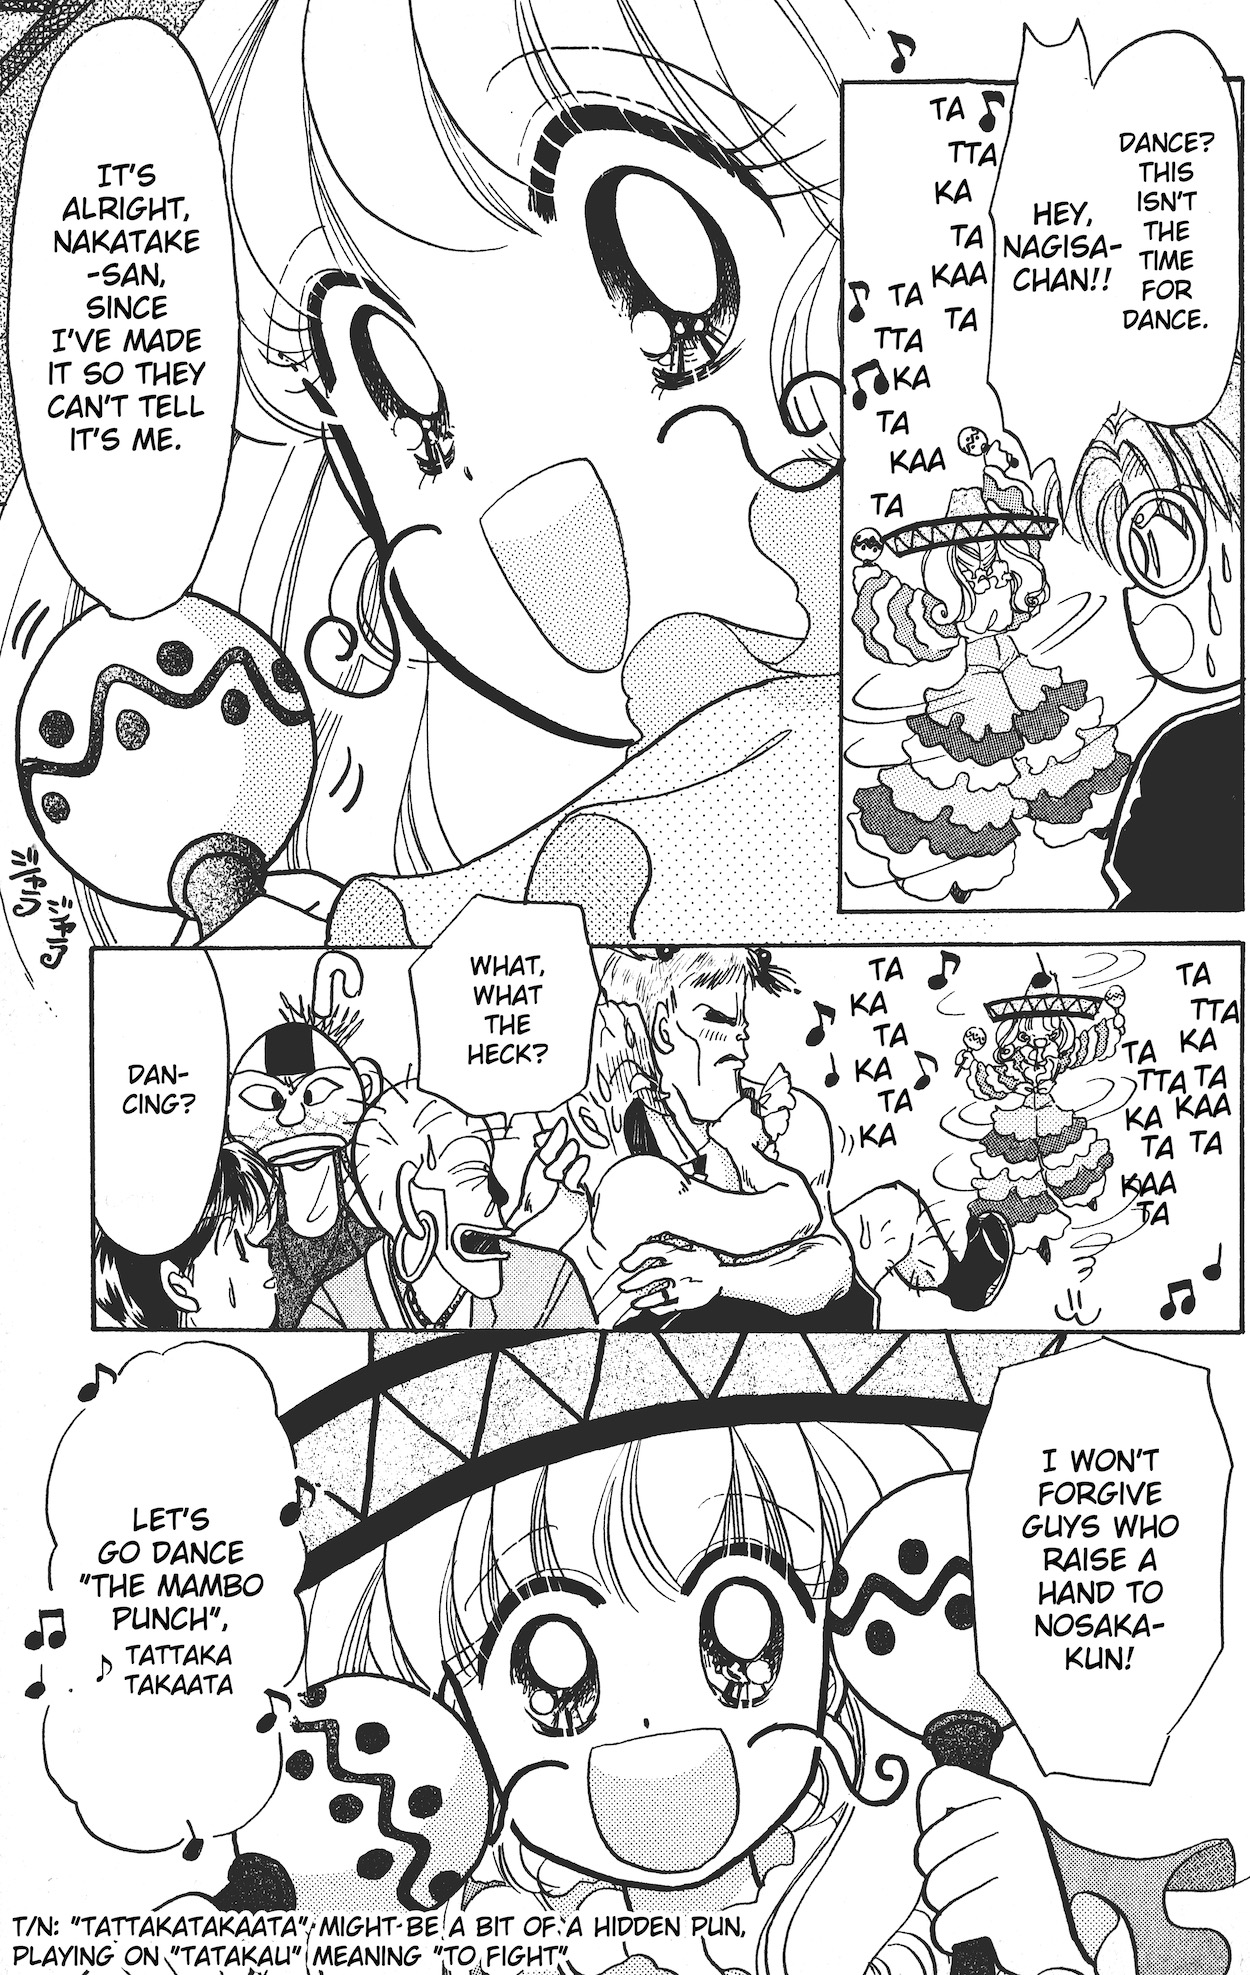 DANCE?
THIS
ISN'T
THE
TIME
FOR
DANCE.
HEY,
NAGISA-
CHAN!!
TA
TTA
KA
TA
KAA
TA
TA
TTA
KA
TA
KAA
TA
IT'S
ALRIGHT,
NAKATAKE
-SAN,
SINCE
I'VE MADE
IT SO THEY
CAN'T TELL
IT'S ME.
TA
TTA
KA
TA
KAA
TA
TA
TTA
KA
TA
KAA
TA
TA
KA
TA
KA
TA
KA
WHAT,
WHAT
THE
HECK?
DAN-
CING?
I WON'T
FORGIVE
GUYS WHO
RAISE A
HAND TO
NOSAKA-
KUN!
LET'S
GO DANCE
"THE MAMBO
PUNCH",
♪ TATTAKA
TAKAATA
T/N: "TATTAKATAKAATA" MIGHT BE A BIT OF A HIDDEN PUN,
PLAYING ON "TATAKAU" MEANING "TO FIGHT"